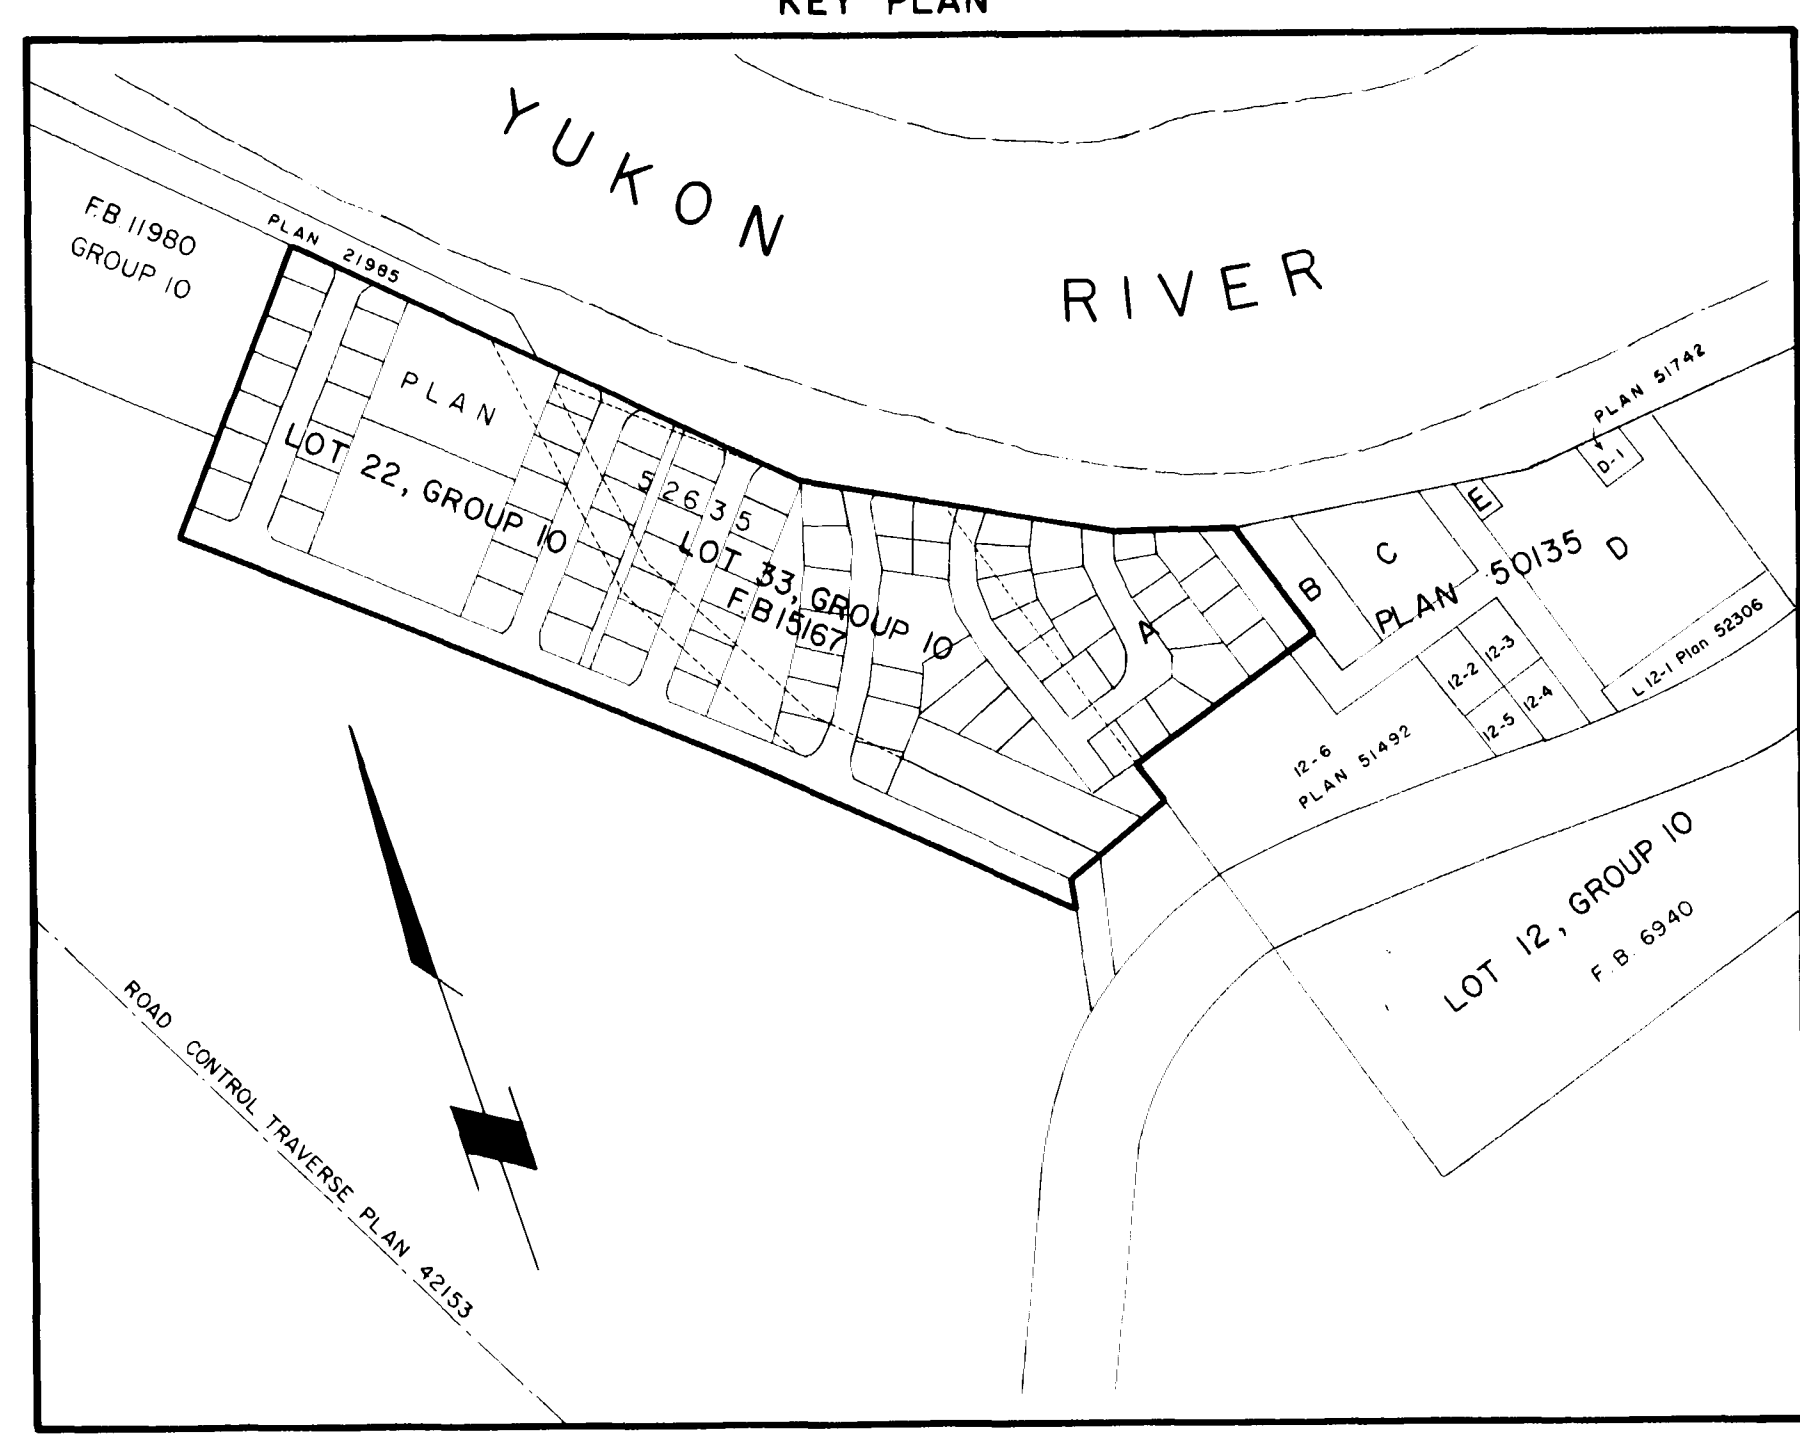 KEY PLAN
YUKON
RIVER
F.B. 11980
GROUP 10
PLAN 21985
PLAN
52635
LOT 22, GROUP 10
LOT 33, GROUP 10
F.B 15167
A
B
C
D
E
D-1
PLAN 51742
PLAN 50135
L 12-1 Plan 52306
12-2
12-3
12-4
12-5
12-6
PLAN 51492
LOT 12, GROUP 10
F. B. 6940
ROAD CONTROL TRAVERSE PLAN 42153